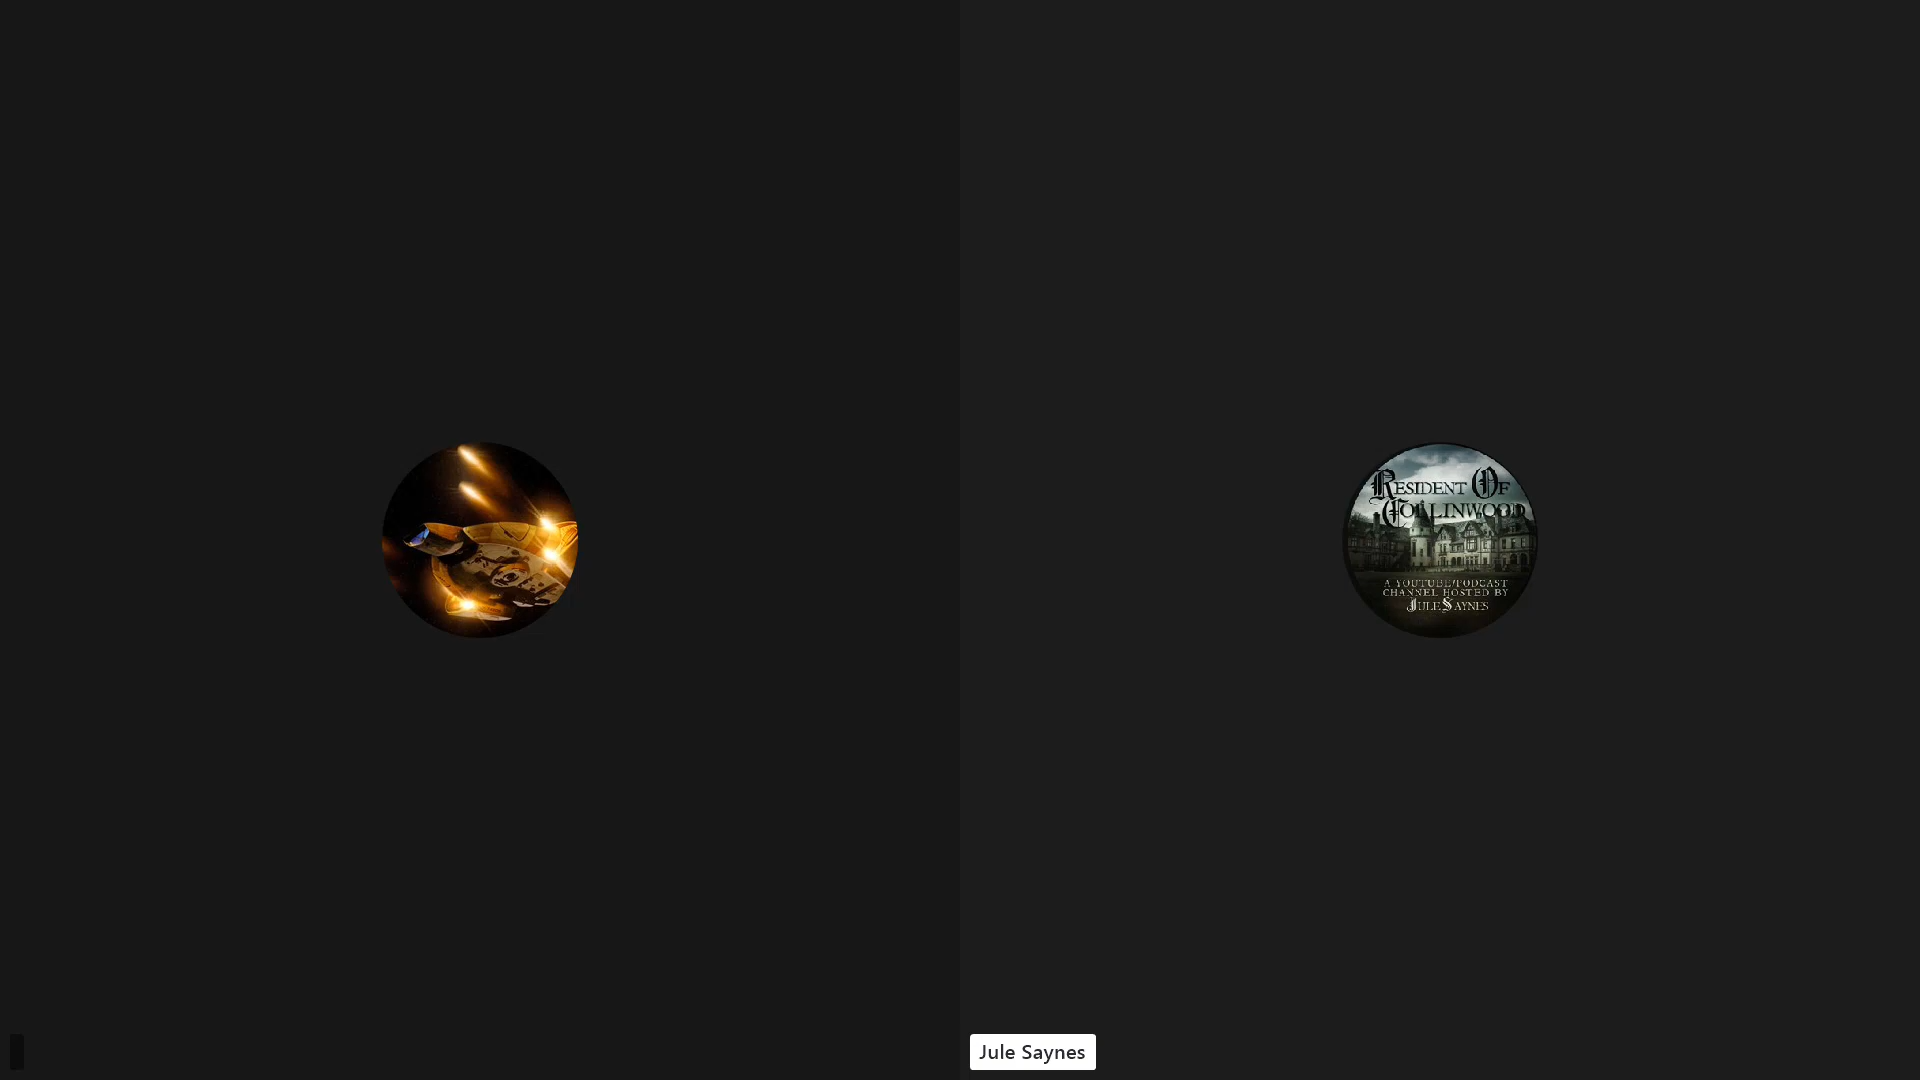 Resident Of
Collinwood
A YouTube/Podcast
Channel Hosted By
Jule Saynes
Jule Saynes